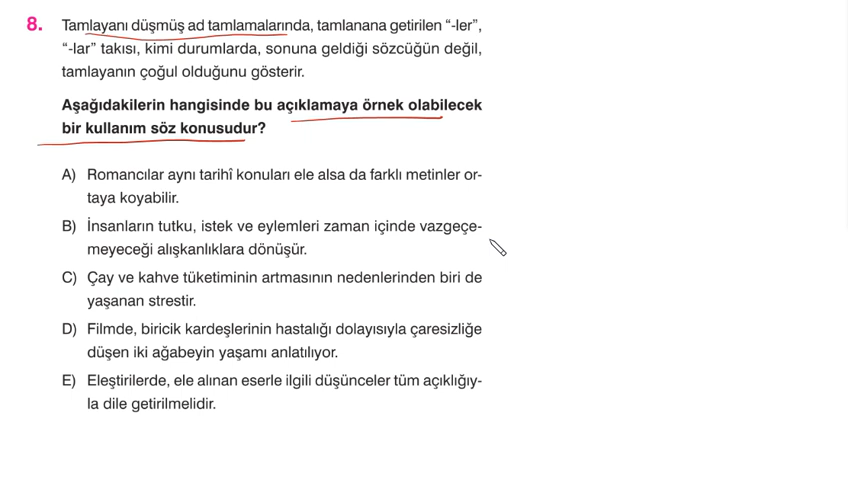 8. Tamlayanı düşmüş ad tamlamalarında, tamlanana getirilen “-ler”,
“-lar” takısı, kimi durumlarda, sonuna geldiği sözcüğün değil,
tamlayanın çoğul olduğunu gösterir.
Aşağıdakilerin hangisinde bu açıklamaya örnek olabilecek
bir kullanım söz konusudur?
A) Romancılar aynı tarihî konuları ele alsa da farklı metinler or-
taya koyabilir.
B) İnsanların tutku, istek ve eylemleri zaman içinde vazgeçe-
meyeceği alışkanlıklara dönüşür.
C) Çay ve kahve tüketiminin artmasının nedenlerinden biri de
yaşanan strestir.
D) Filmde, biricik kardeşlerinin hastalığı dolayısıyla çaresizliğe
düşen iki ağabeyin yaşamı anlatılıyor.
E) Eleştirilerde, ele alınan eserle ilgili düşünceler tüm açıklığıy-
la dile getirilmelidir.